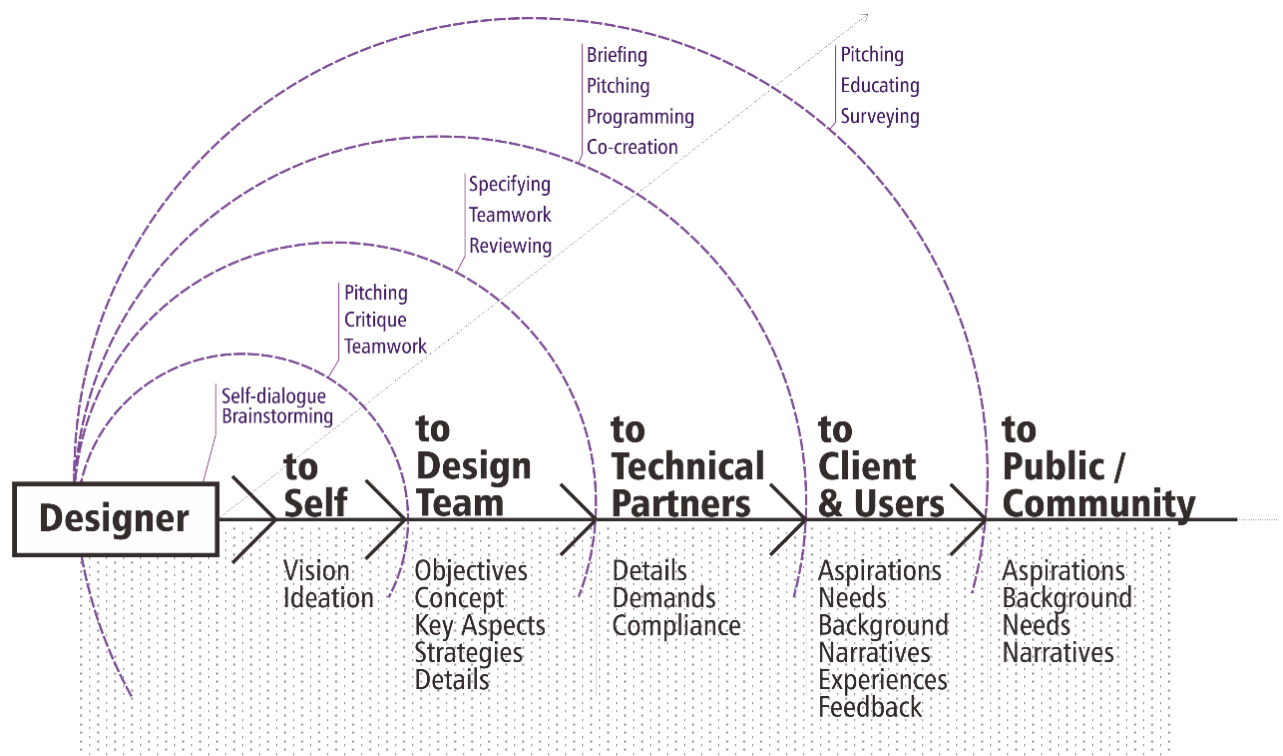 Briefing
Pitching
Programming
Co-creation
Pitching
Educating
Surveying
Specifying
Teamwork
Reviewing
Pitching
Critique
Teamwork
Self-dialogue
Brainstorming
Designer
to
Self
to
Design
Team
to
Technical
Partners
to
Client
& Users
to
Public /
Community
Vision
Ideation
Objectives
Concept
Key Aspects
Strategies
Details
Details
Demands
Compliance
Aspirations
Needs
Background
Narratives
Experiences
Feedback
Aspirations
Background
Needs
Narratives